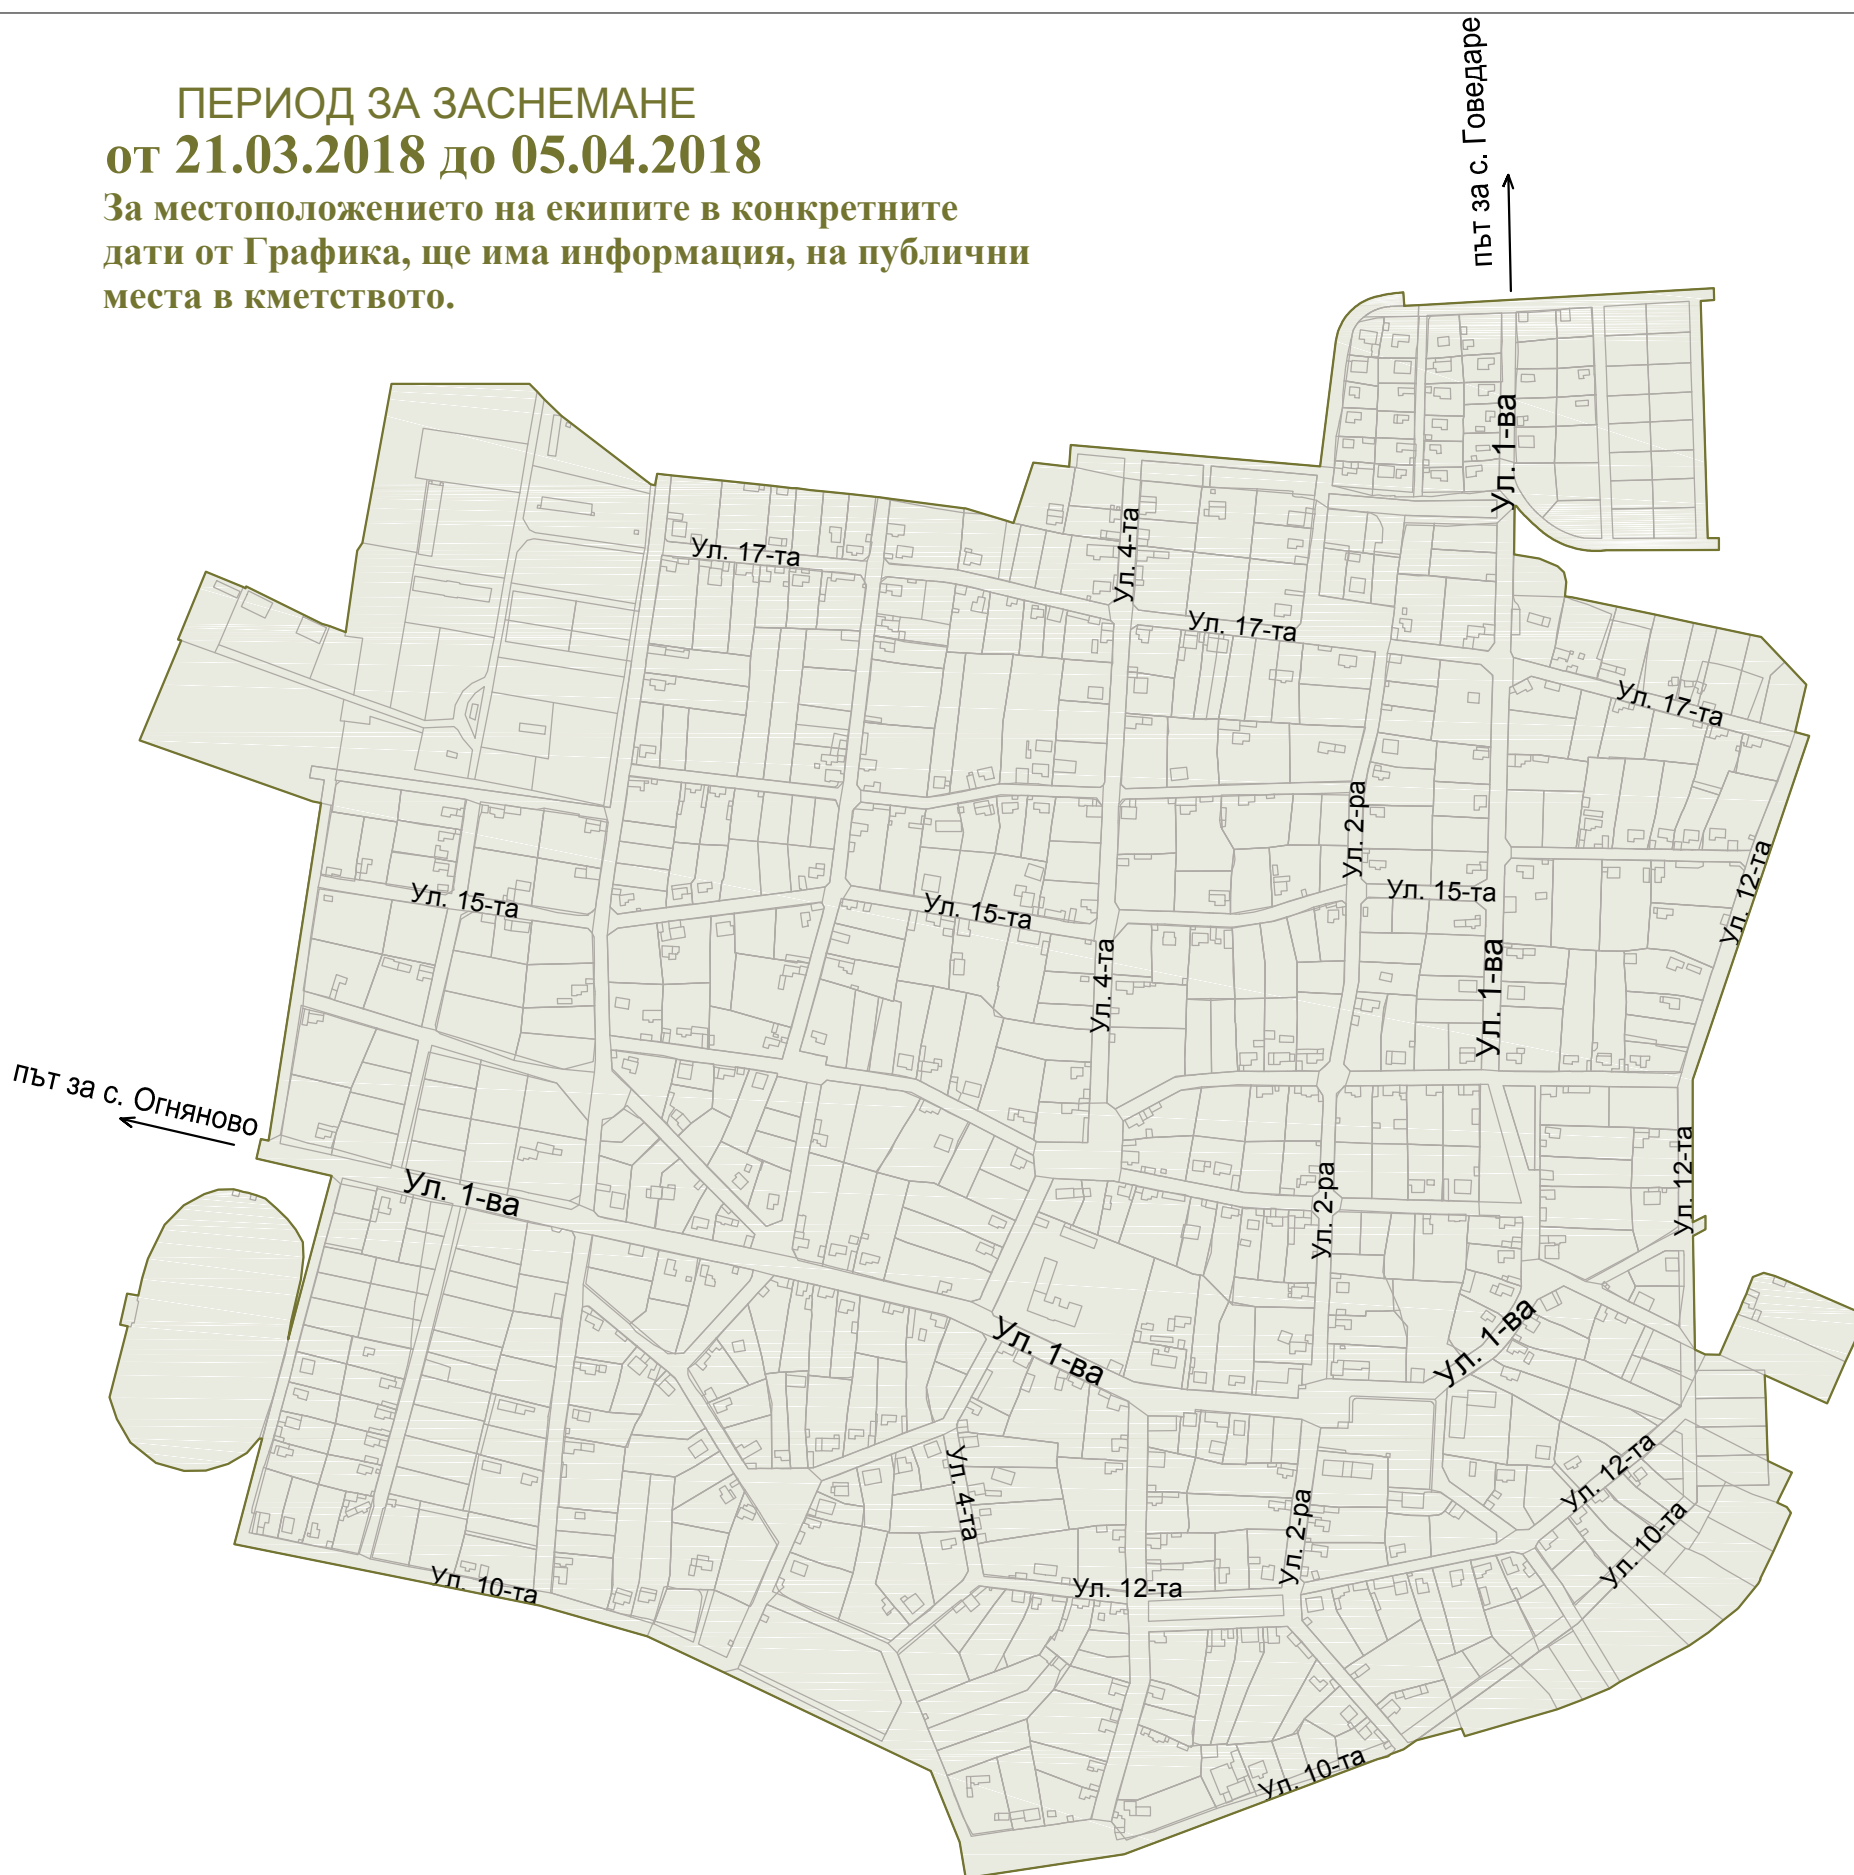 ПЕРИОД ЗА ЗАСНЕМАНЕ
от 21.03.2018 до 05.04.2018
За местоположението на екипите в конкретните
дати от Графика, ще има информация, на публични
места в кметството.
път за с. Говедаре
Ул. 1-ва
Ул. 17-та
Ул. 4-та
Ул. 17-та
Ул. 17-та
Ул. 2-ра
Ул. 12-та
Ул. 15-та
Ул. 15-та
Ул. 15-та
Ул. 4-та
Ул. 1-ва
път за с. Огняново
Ул. 1-ва
Ул. 2-ра
Ул. 12-та
Ул. 1-ва
Ул. 1-ва
Ул. 4-та
Ул. 2-ра
Ул. 12-та
Ул. 10-та
Ул. 10-та
Ул. 12-та
Ул. 10-та